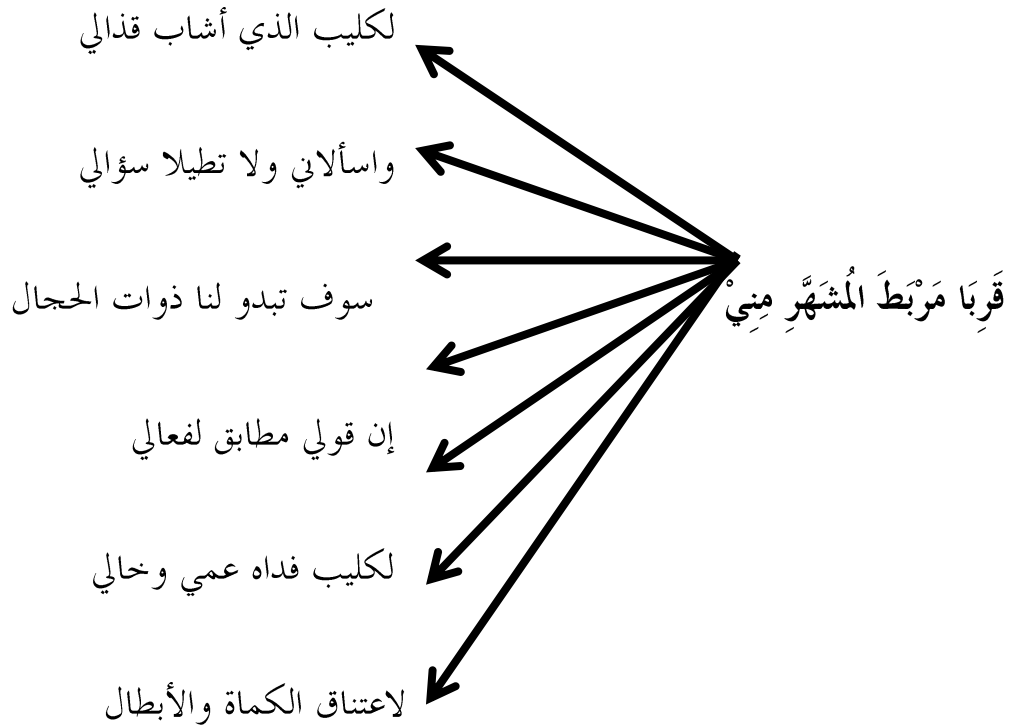 قَرِبَا مَرْبَطَ المُشَهَّرِ مِنِيْ
لكليب الذي أشاب قذالي
واسألاني ولا تطيلا سؤالي
سوف تبدو لنا ذوات الحجال
إن قولي مطابق لفعالي
لكليب فداه عمي وخالي
لاعتناق الكماة والأبطال